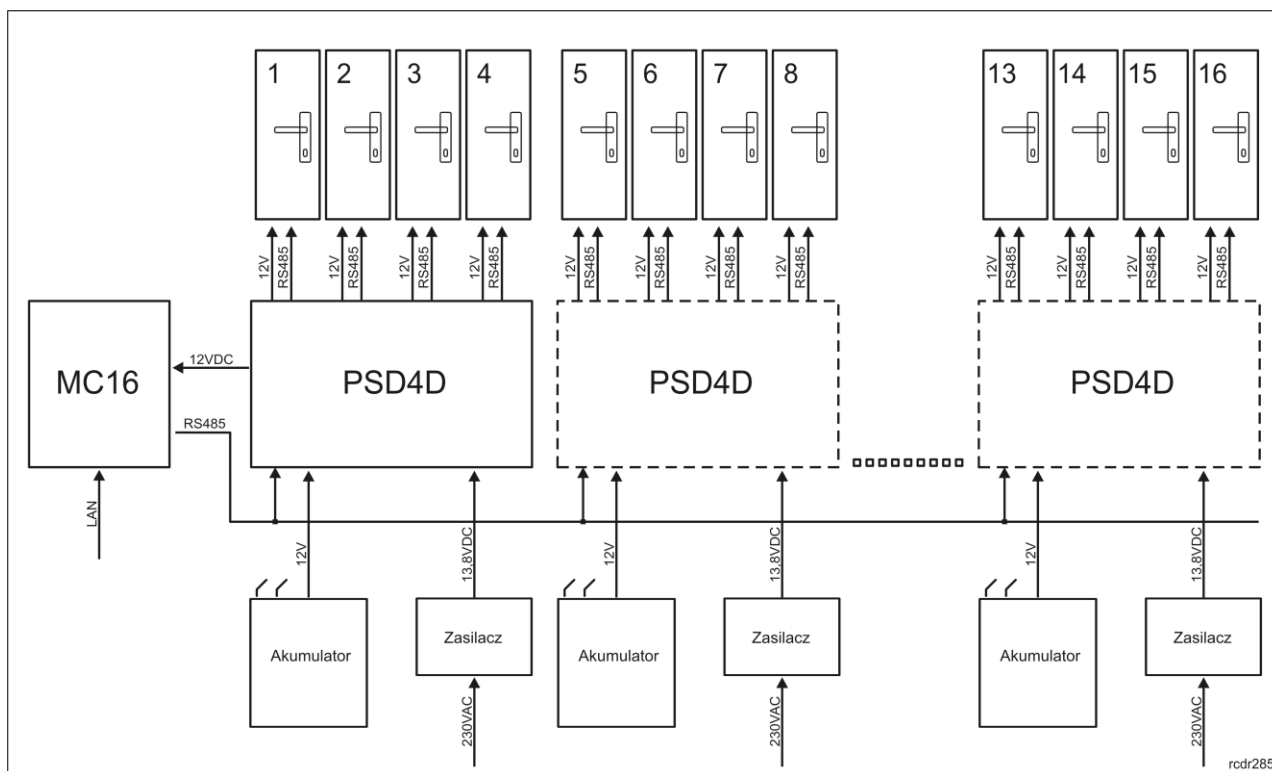 1 2 3 4 5 6 7 8 13 14 15 16
12V RS485 12V RS485 12V RS485 12V RS485 12V RS485 12V RS485 12V RS485 12V RS485 12V RS485 12V RS485 12V RS485 12V RS485
12VDC
MC16 PSD4D PSD4D PSD4D
RS485
LAN
12V 13,8VDC 12V 13,8VDC 12V 13,8VDC
Akumulator Zasilacz Akumulator Zasilacz Akumulator Zasilacz
230VAC 230VAC 230VAC
rcdr285